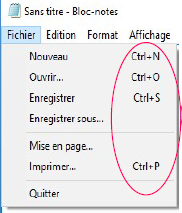 Sans titre - Bloc-notes
Fichier Edition Format Affichage
Nouveau Ctrl+N
Ouvrir... Ctrl+O
Enregistrer Ctrl+S
Enregistrer sous...
Mise en page...
Imprimer... Ctrl+P
Quitter